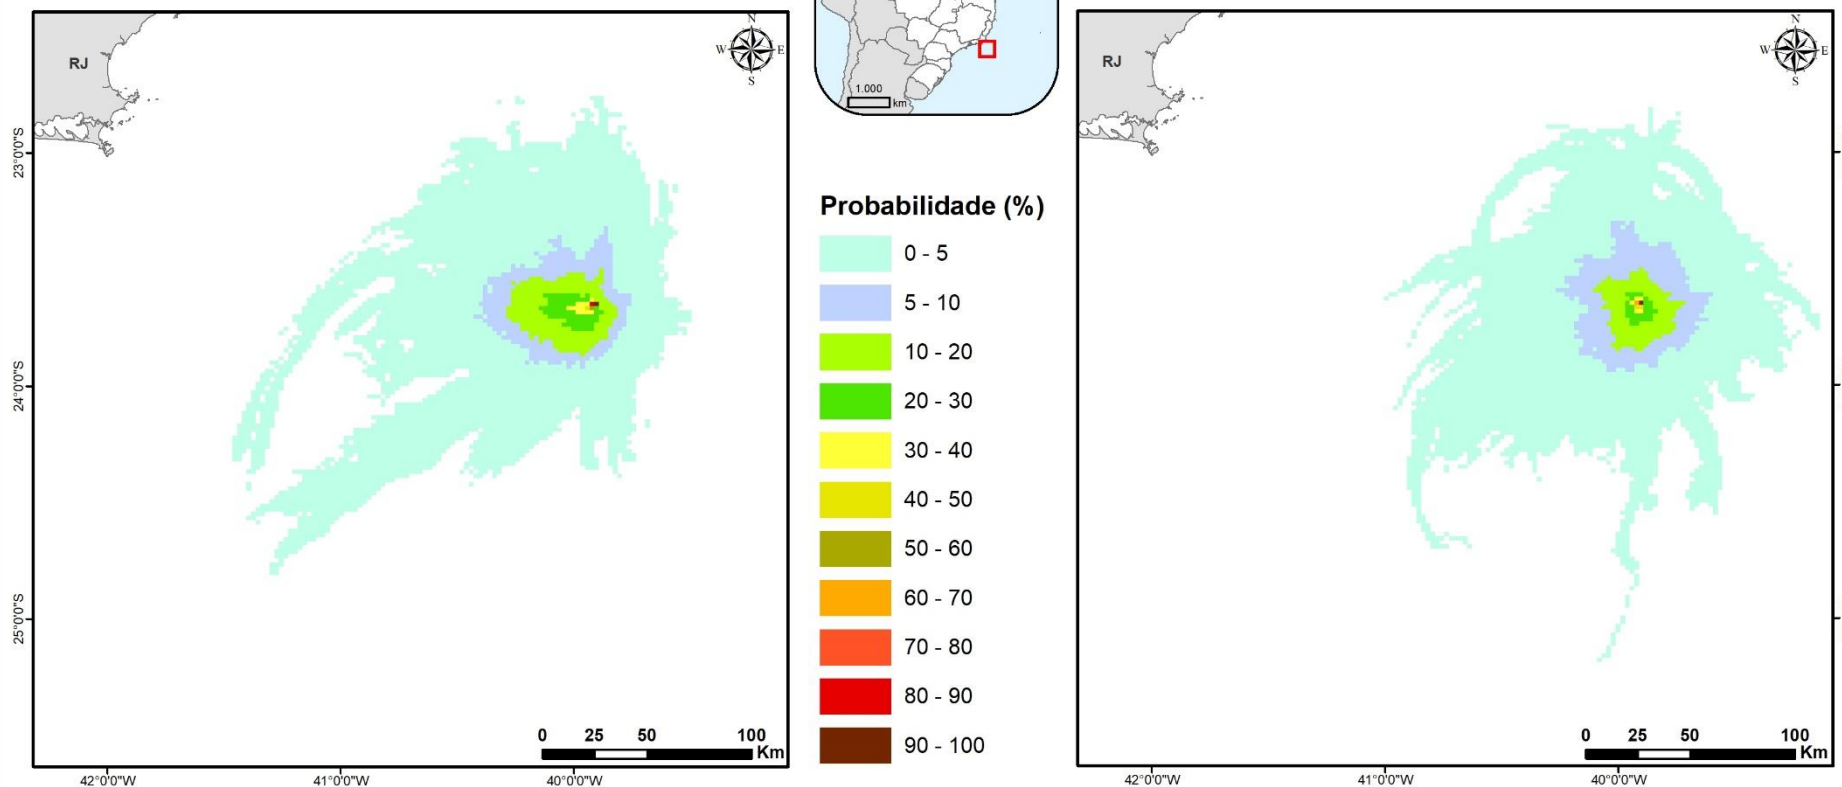 RJ
N
W
E
S
23°0'0"S
24°0'0"S
25°0'0"S
42°0'0"W
41°0'0"W
40°0'0"W
0 25 50 100
Km
1.000
km
Probabilidade (%)
0 - 5
5 - 10
10 - 20
20 - 30
30 - 40
40 - 50
50 - 60
60 - 70
70 - 80
80 - 90
90 - 100
RJ
N
W
E
S
42°0'0"W
41°0'0"W
40°0'0"W
0 25 50 100
Km